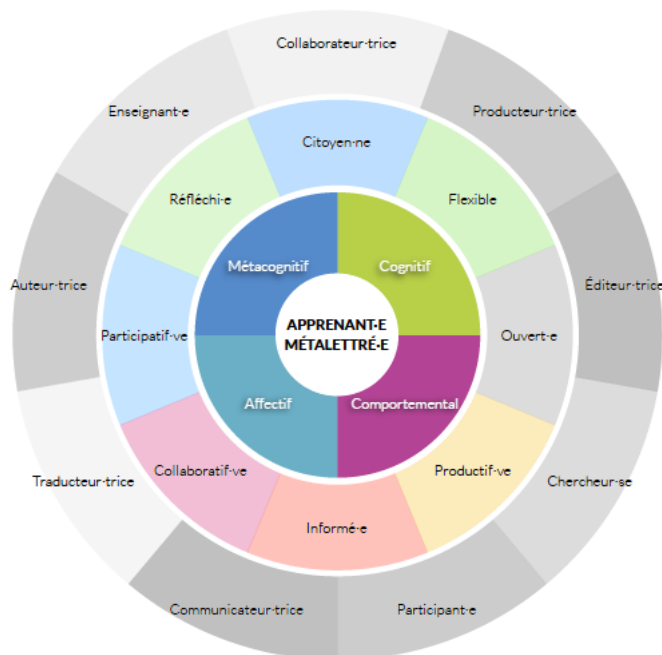 Collaborateur·trice
Enseignant·e
Producteur·trice
Citoyen·ne
Réfléchi·e
Flexible
Métacognitif
Cognitif
Auteur·trice
Éditeur·trice
APPRENANT·E
MÉTALETTRÉ·E
Participatif·ve
Ouvert·e
Affectif
Comportemental
Collaboratif·ve
Productif·ve
Traducteur·trice
Chercheur·se
Informé·e
Communicateur·trice
Participant·e